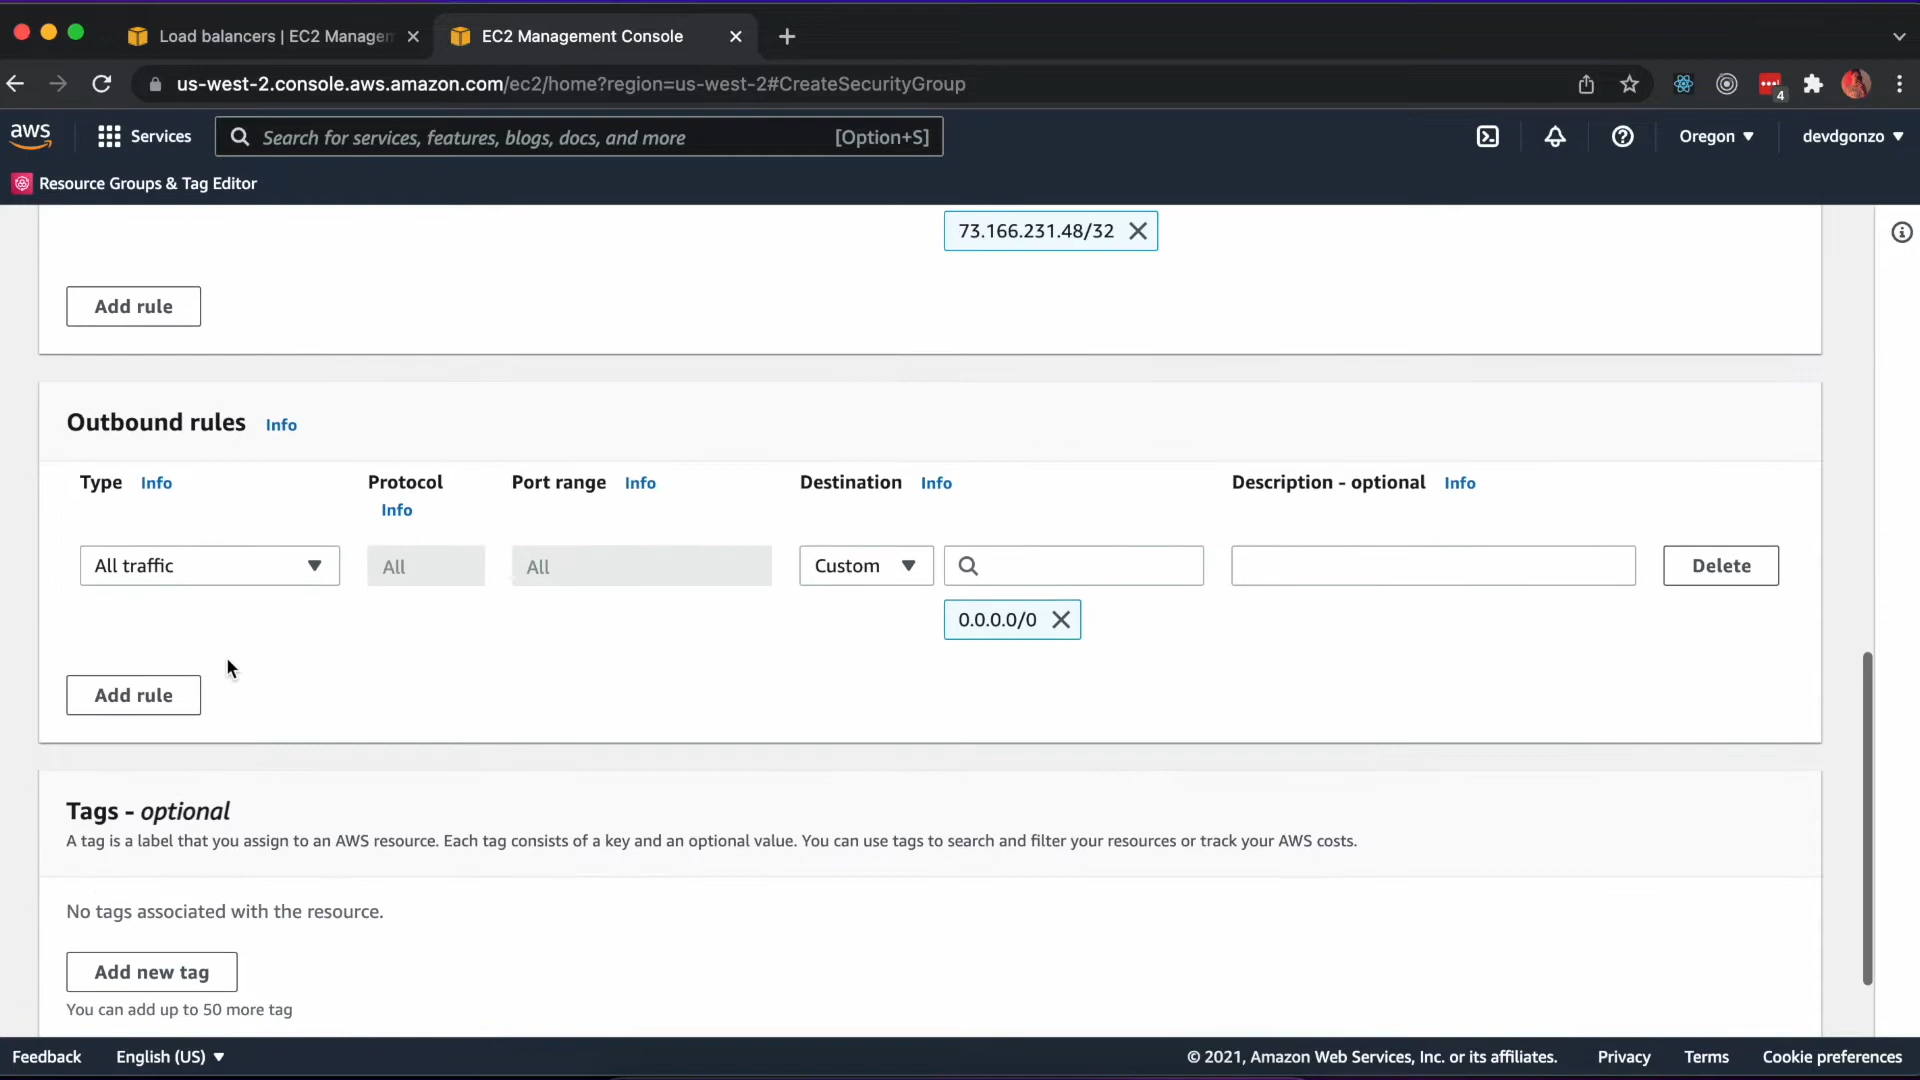 Load balancers | EC2 Managen
EC2 Management Console
us-west-2.console.aws.amazon.com/ec2/home?region=us-west-2#CreateSecurityGroup
4
aws
Services
Search for services, features, blogs, docs, and more
[Option+S]
Oregon
devdgonzo
Resource Groups & Tag Editor
73.166.231.48/32
Add rule
Outbound rules Info
Type Info
Protocol
Info
Port range Info
Destination Info
Description - optional Info
All traffic
All
All
Custom
Delete
0.0.0.0/0
Add rule
Tags - optional
A tag is a label that you assign to an AWS resource. Each tag consists of a key and an optional value. You can use tags to search and filter your resources or track your AWS costs.
No tags associated with the resource.
Add new tag
You can add up to 50 more tag
Feedback
English (US)
© 2021, Amazon Web Services, Inc. or its affiliates.
Privacy
Terms
Cookie preferences